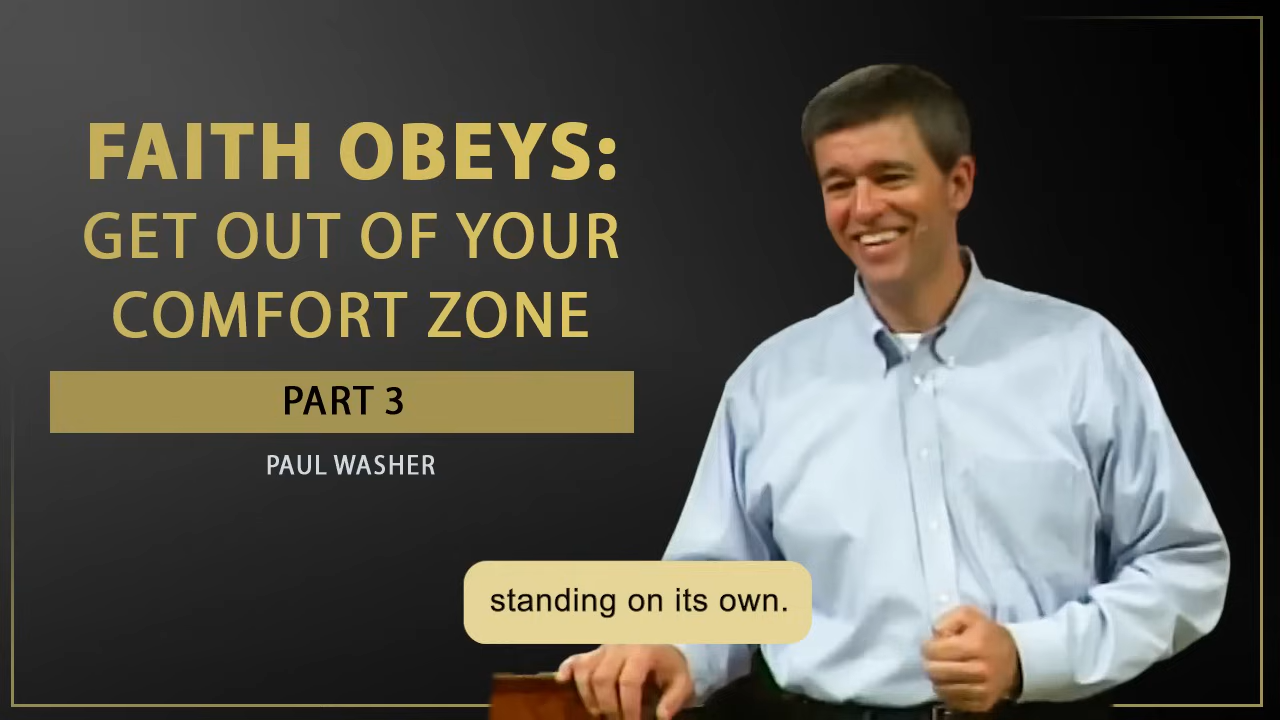 FAITH OBEYS:
GET OUT OF YOUR
COMFORT ZONE
PART 3
PAUL WASHER
standing on its own.